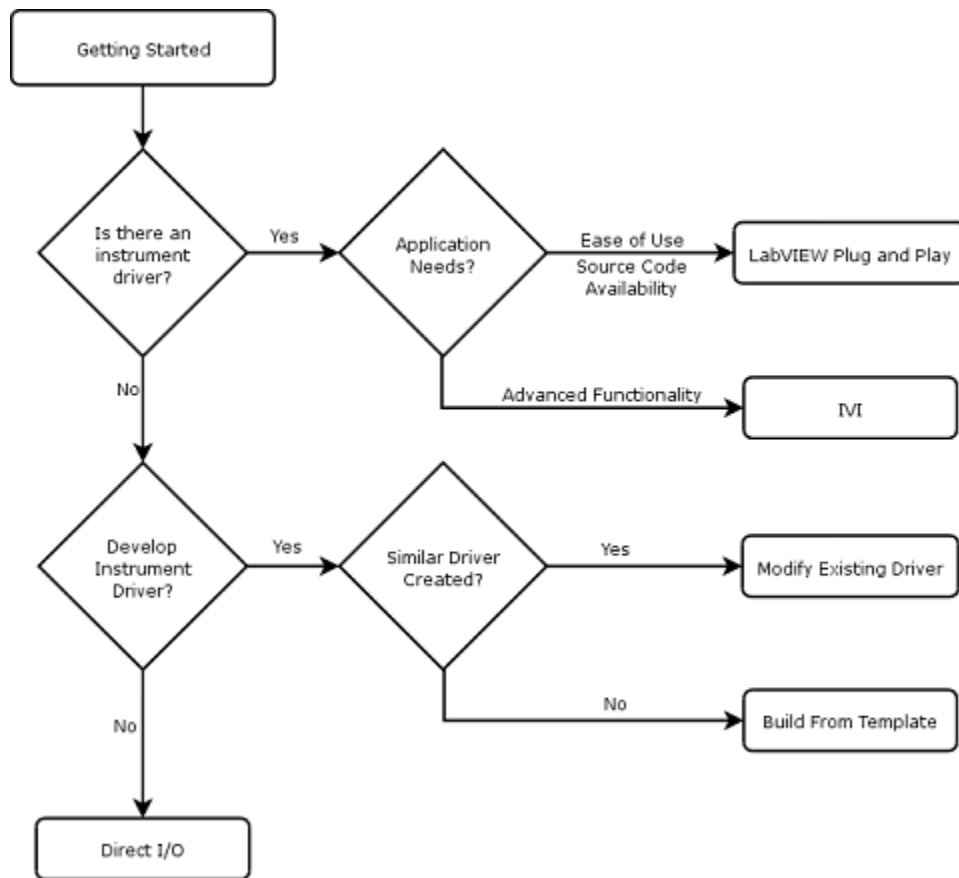 Getting Started
Is there an
instrument
driver?
Yes
Application
Needs?
Ease of Use
Source Code
Availability
LabVIEW Plug and Play
No
Advanced Functionality
IVI
Develop
Instrument
Driver?
Yes
Similar Driver
Created?
Yes
Modify Existing Driver
No
No
Build From Template
Direct I/O